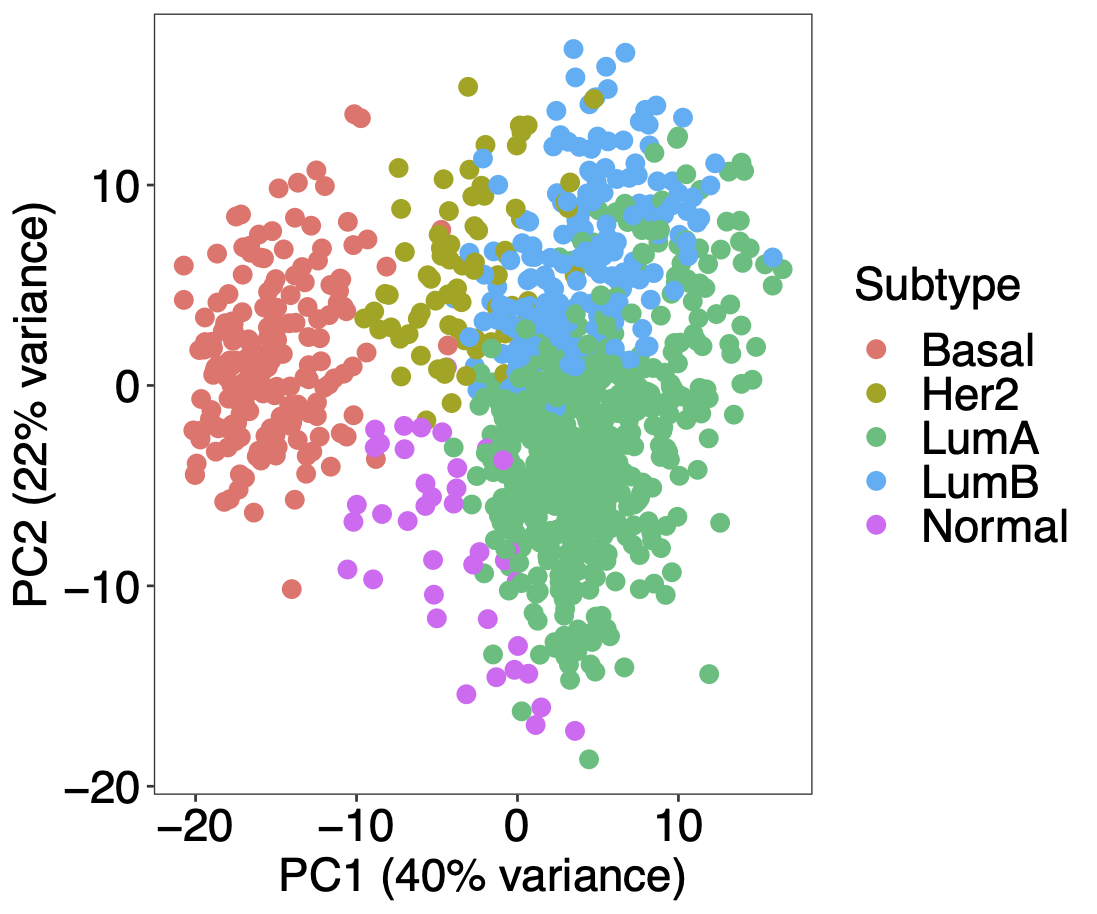 PC2 (22% variance)
10
0
−10
−20
−20
−10
0
10
PC1 (40% variance)
Subtype
Basal
Her2
LumA
LumB
Normal